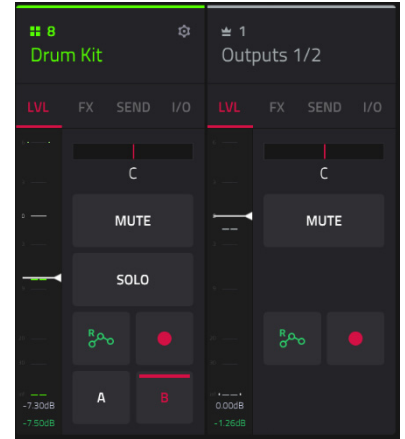 8
Drum Kit
LVL FX SEND I/O
C
MUTE
SOLO
R
A B
-7.30dB
-7.50dB
1
Outputs 1/2
LVL FX SEND I/O
C
MUTE
R
0.00dB
-1.26dB